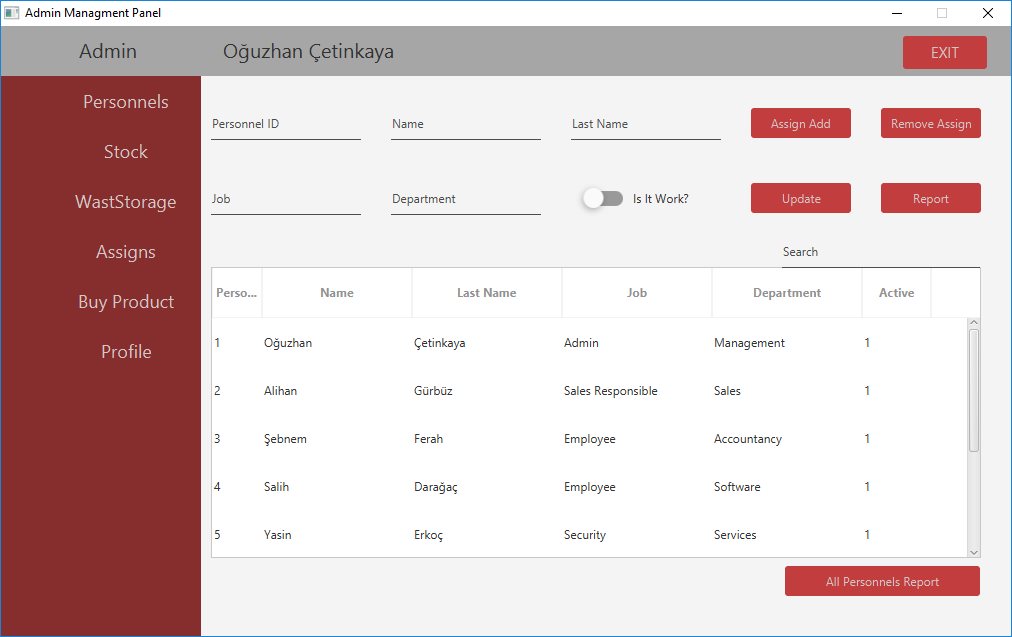 Admin Managment Panel
Admin Oğuzhan Çetinkaya EXIT
Personnels
Stock
WastStorage
Assigns
Buy Product
Profile
Personnel ID Name Last Name Assign Add Remove Assign
Job Department Is It Work? Update Report
Search
Perso... Name Last Name Job Department Active
1 Oğuzhan Çetinkaya Admin Management 1
2 Alihan Gürbüz Sales Responsible Sales 1
3 Şebnem Ferah Employee Accountancy 1
4 Salih Darağaç Employee Software 1
5 Yasin Erkoç Security Services 1
All Personnels Report